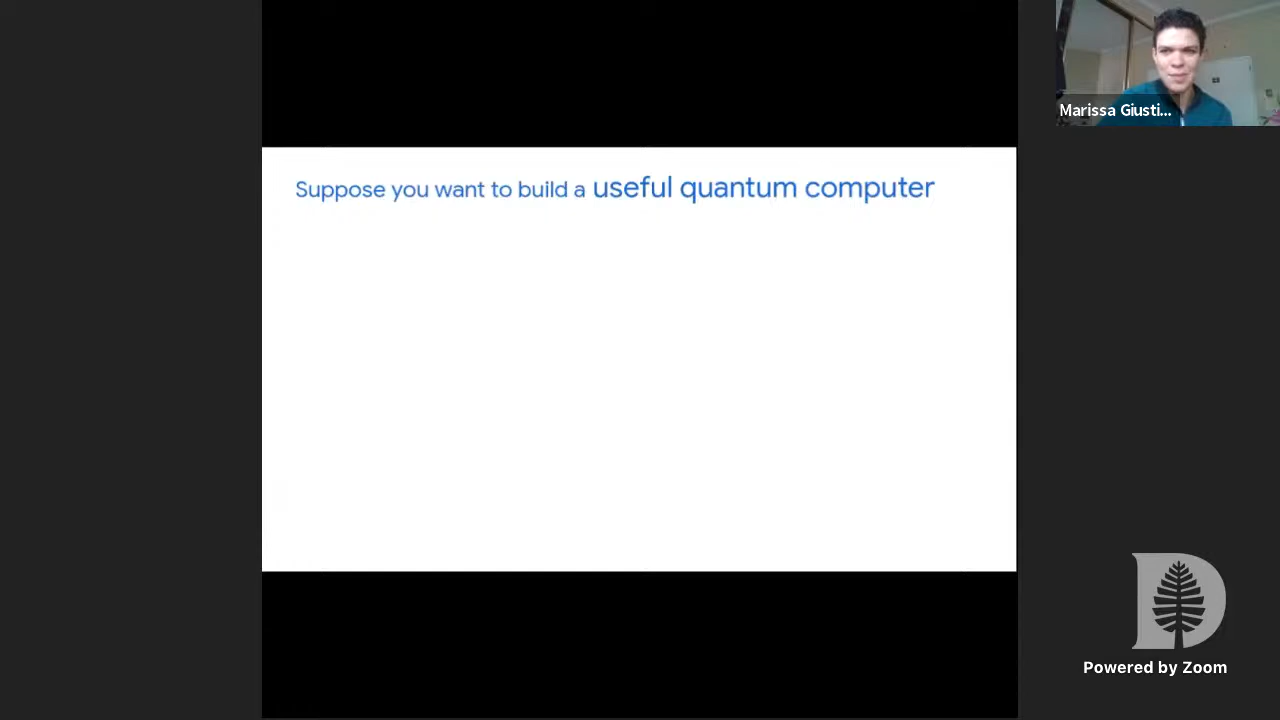 Marissa Giusti...
Suppose you want to build a useful quantum computer
D
Powered by Zoom